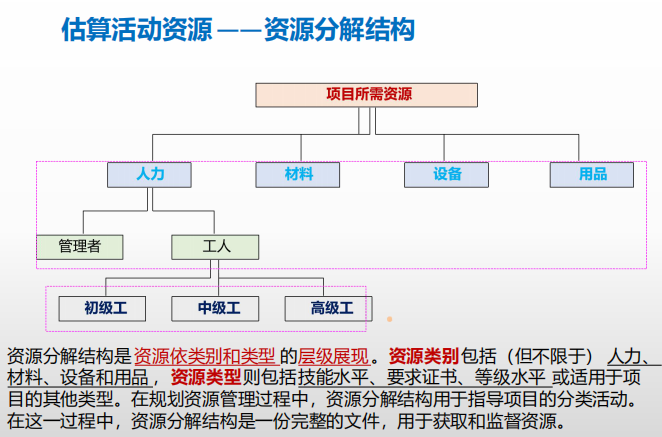 估算活动资源 ——资源分解结构
项目所需资源
人力 材料 设备 用品
管理者 工人
初级工 中级工 高级工
资源分解结构是资源依类别和类型的层级展现。资源类别包括（但不限于）人力、
材料、设备和用品，资源类型则包括技能水平、要求证书、等级水平或适用于项
目的其他类型。在规划资源管理过程中，资源分解结构用于指导项目的分类活动。
在这一过程中，资源分解结构是一份完整的文件，用于获取和监督资源。